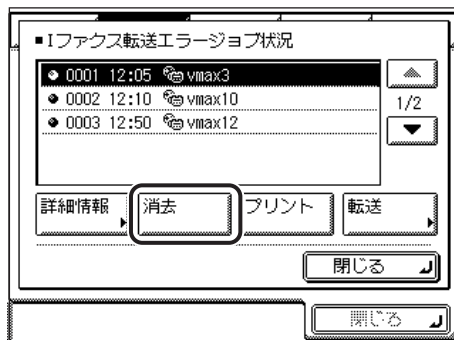 ■Iファクス転送エラージョブ状況
0001 12:05 vmax3
0002 12:10 vmax10
0003 12:50 vmax12
1/2
詳細情報 消去 プリント 転送
閉じる
閉じる